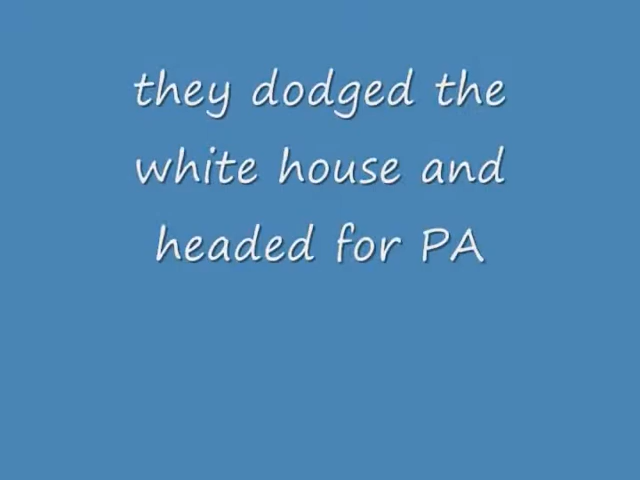 they dodged the
white house and
headed for PA